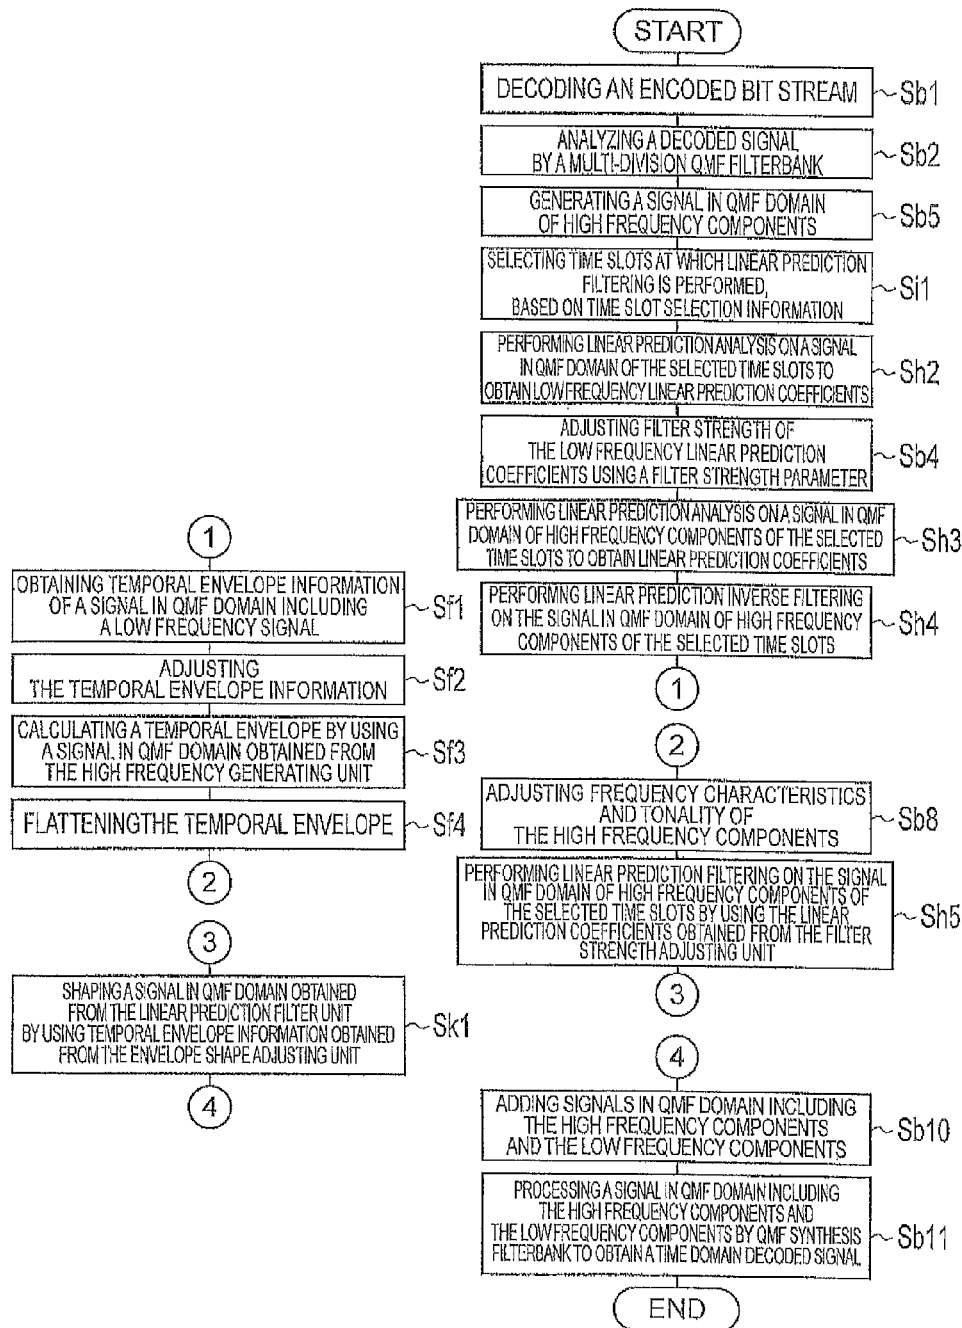 START
DECODING AN ENCODED BIT STREAM
Sb1
ANALYZING A DECODED SIGNAL
BY A MULTI-DIVISION QMF FILTERBANK
Sb2
GENERATING A SIGNAL IN QMF DOMAIN
OF HIGH FREQUENCY COMPONENTS
Sb5
SELECTING TIME SLOTS AT WHICH LINEAR PREDICTION
FILTERING IS PERFORMED,
BASED ON TIME SLOT SELECTION INFORMATION
Si1
PERFORMING LINEAR PREDICTION ANALYSIS ON A SIGNAL
IN QMF DOMAIN OF THE SELECTED TIME SLOTS TO
OBTAIN LOW FREQUENCY LINEAR PREDICTION COEFFICIENTS
Sh2
ADJUSTING FILTER STRENGTH OF
THE LOW FREQUENCY LINEAR PREDICTION
COEFFICIENTS USING A FILTER STRENGTH PARAMETER
Sb4
PERFORMING LINEAR PREDICTION ANALYSIS ON A SIGNAL IN QMF
DOMAIN OF HIGH FREQUENCY COMPONENTS OF THE SELECTED
TIME SLOTS TO OBTAIN LINEAR PREDICTION COEFFICIENTS
Sh3
PERFORMNG LINEAR PREDICTION INVERSE FILTERING
ON THE SIGNAL IN QMF DOMAIN OF HIGH FREQUENCY
COMPONENTS OF THE SELECTED TIME SLOTS
Sh4
1
1
OBTAINING TEMPORAL ENVELOPE INFORMATION
OF A SIGNAL IN QMF DOMAIN INCLUDING
A LOW FREQUENCY SIGNAL
Sf1
ADJUSTING
THE TEMPORAL ENVELOPE INFORMATION
Sf2
CALCULATING A TEMPORAL ENVELOPE BY USING
A SIGNAL IN QMF DOMAIN OBTAINED FROM
THE HIGH FREQUENCY GENERATING UNIT
Sf3
FLATTENINGTHE TEMPORAL ENVELOPE
Sf4
2
2
ADJUSTING FREQUENCY CHARACTERISTICS
AND TONALITY OF
THE HIGH FREQUENCY COMPONENTS
Sb8
PERFORMING LINEAR PREDICTION FILTERING ON THE SIGNAL
IN QMF DOMAIN OF HIGH FREQUENCY COMPONENTS OF
THE SELECTED TIME SLOTS BY USING THE LINEAR
PREDICTION COEFFICIENTS OBTAINED FROM THE FILTER
STRENGTH ADJUSTING UNIT
Sh5
3
3
SHAPING A SIGNAL IN QMF DOMAIN OBTAINED
FROM THE LINEAR PREDICTION FILTER UNIT
BY USING TEMPORAL ENVELOPE INFORMATION OBTAINED
FROM THE ENVELOPE SHAPE ADJUSTING UNIT
Sk1
4
4
ADDING SIGNALS IN QMF DOMAIN INCLUDING
THE HIGH FREQUENCY COMPONENTS
AND THE LOW FREQUENCY COMPONENTS
Sb10
PROCESSING A SIGNAL IN QMF DOMAIN INCLUDING
THE HIGH FREQUENCY COMPONENTS AND
THE LOW FREQUENCY COMPONENTS BY QMF SYNTHESIS
FILTERBANK TO OBTAIN A TIME DOMAIN DECODED SIGNAL
Sb11
END